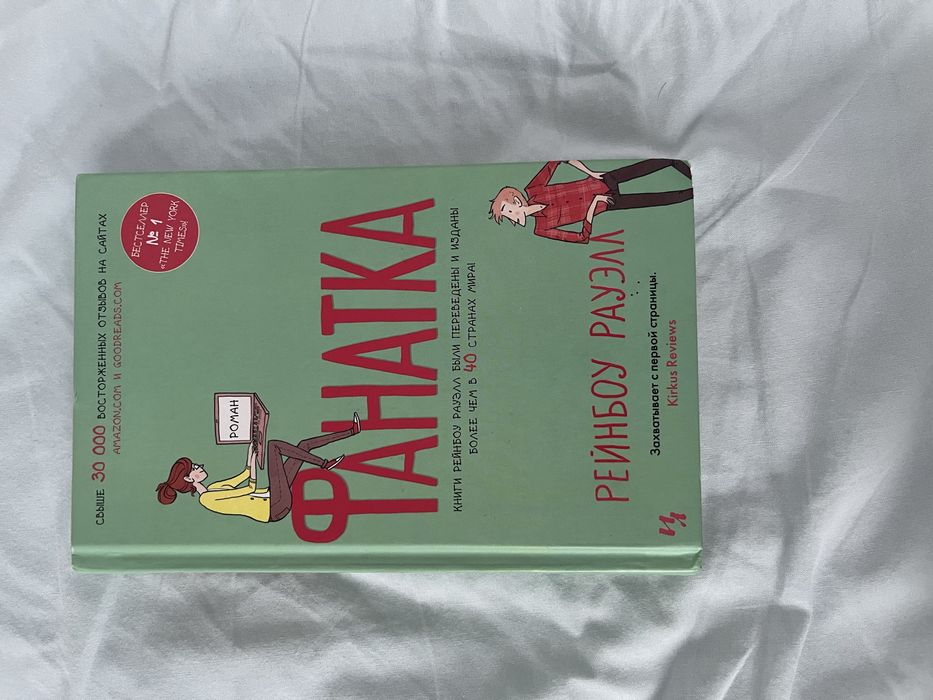 СВЫШЕ 30 000 ВОСТОРЖЕННЫХ ОТЗЫВОВ НА САЙТАХ
AMAZON.COM И GOODREADS.COM
БЕСТСЕЛЛЕР
№ 1
«THE NEW YORK
TIMES»!
РОМАН
ФАНАТКА
КНИГИ РЕЙНБОУ РАУЭЛЛ БЫЛИ ПЕРЕВЕДЕНЫ И ИЗДАНЫ
БОЛЕЕ ЧЕМ В 40 СТРАНАХ МИРА!
РЕЙНБОУ РАУЭЛЛ
Захватывает с первой страницы.
Kirkus Reviews